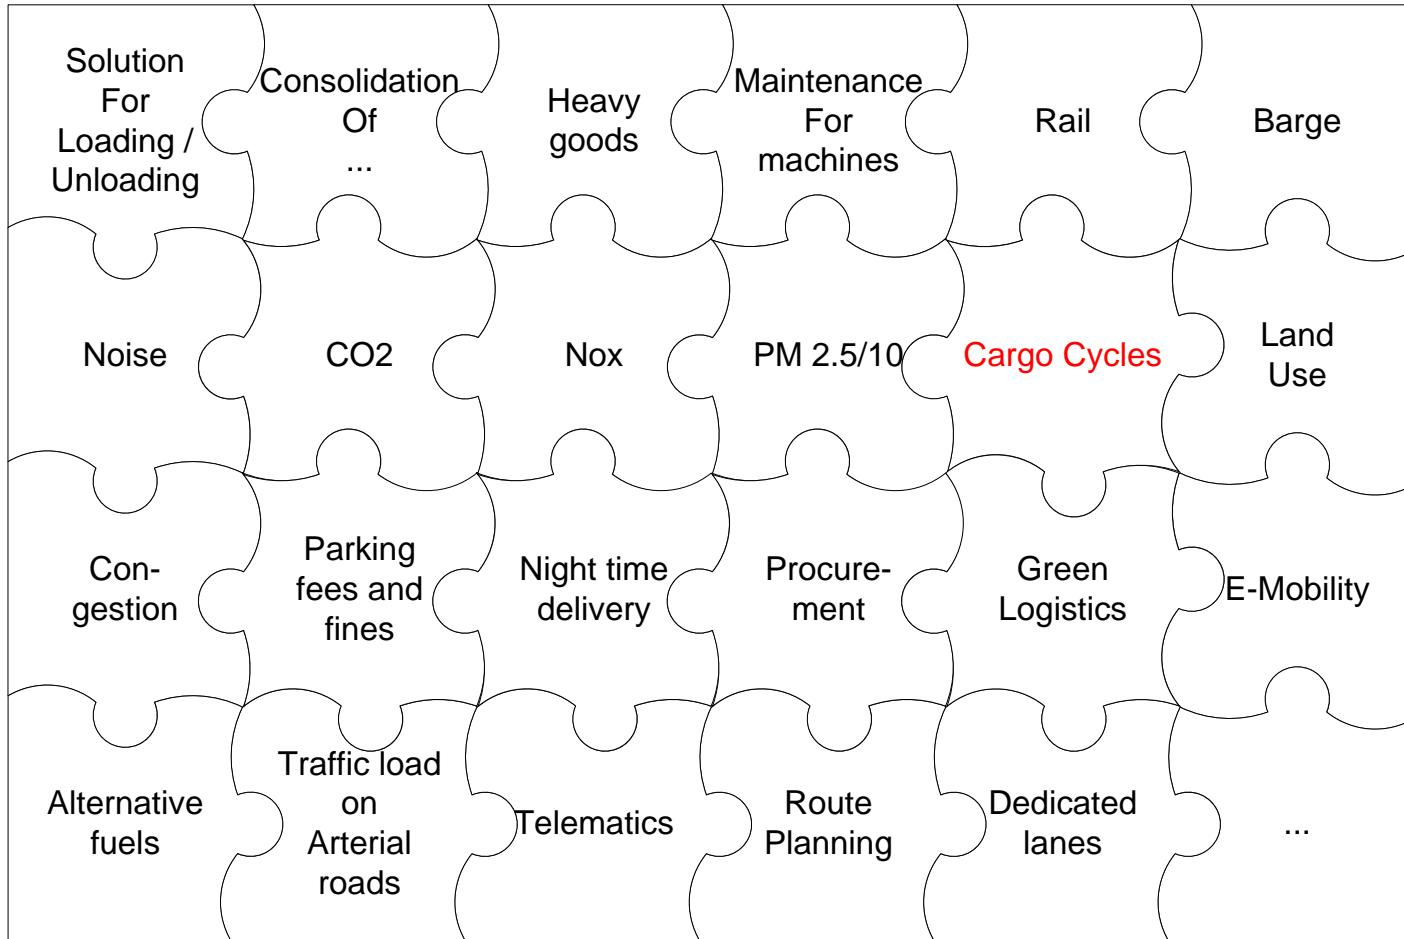 Solution
For
Loading /
Unloading
Consolidation
Of
...
Heavy
goods
Maintenance
For
machines
Rail
Barge
Noise
CO2
Nox
PM 2.5/10
Cargo Cycles
Land
Use
Con-
gestion
Parking
fees and
fines
Night time
delivery
Procure-
ment
Green
Logistics
E-Mobility
Alternative
fuels
Traffic load
on
Arterial
roads
Telematics
Route
Planning
Dedicated
lanes
...